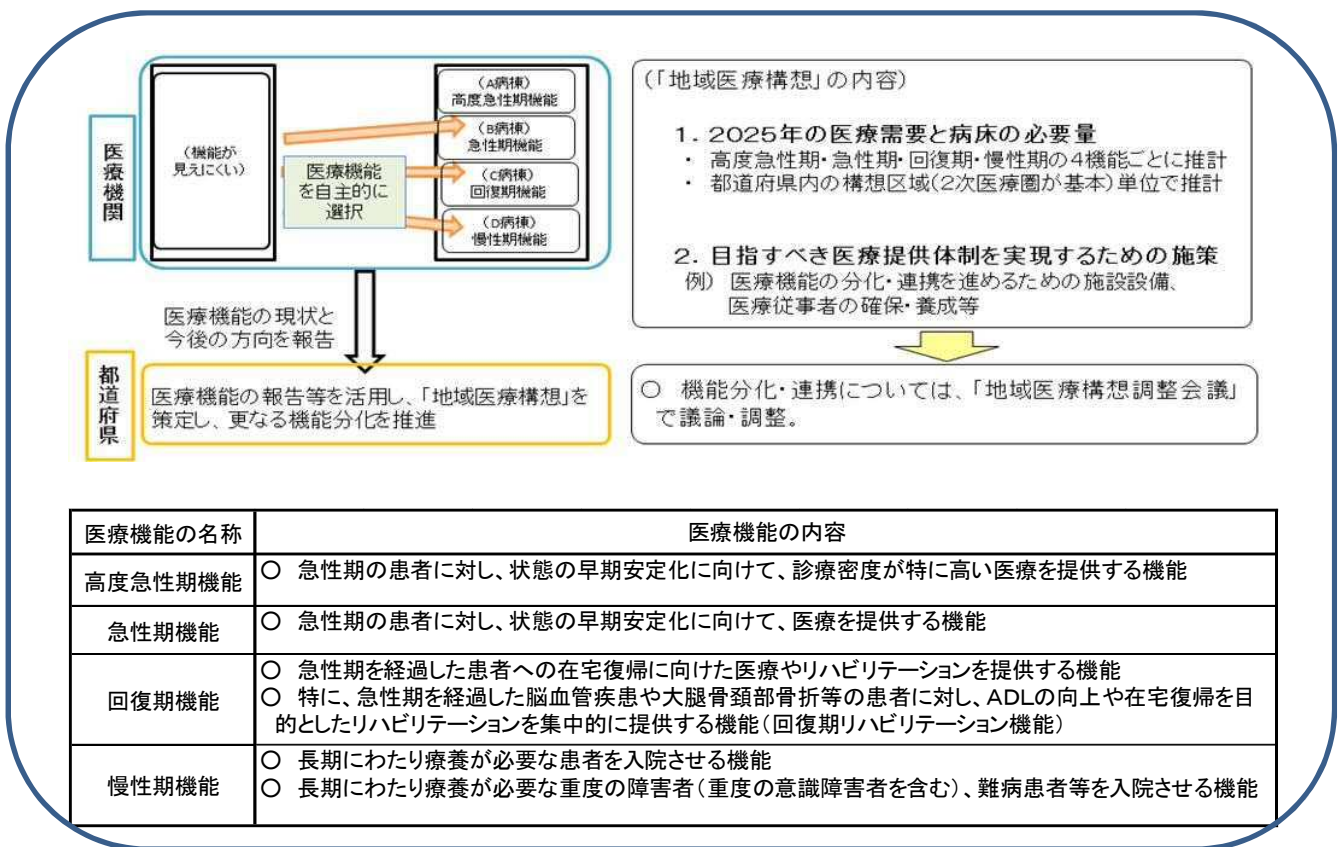 医療機関
(機能が
見えにくい)
医療機能
を自主的に
選択
(A病棟)
高度急性期機能
(B病棟)
急性期機能
(C病棟)
回復期機能
(D病棟)
慢性期機能
医療機能の現状と
今後の方向を報告
都道府県
医療機能の報告等を活用し、「地域医療構想」を
策定し、更なる機能分化を推進
(「地域医療構想」の内容)
1．2025年の医療需要と病床の必要量
・ 高度急性期・急性期・回復期・慢性期の4機能ごとに推計
・ 都道府県内の構想区域(2次医療圏が基本)単位で推計
2．目指すべき医療提供体制を実現するための施策
例) 医療機能の分化・連携を進めるための施設設備、
医療従事者の確保・養成等
○ 機能分化・連携については、「地域医療構想調整会議」
で議論・調整。
医療機能の名称 医療機能の内容
高度急性期機能 ○ 急性期の患者に対し、状態の早期安定化に向けて、診療密度が特に高い医療を提供する機能
急性期機能 ○ 急性期の患者に対し、状態の早期安定化に向けて、医療を提供する機能
回復期機能 ○ 急性期を経過した患者への在宅復帰に向けた医療やリハビリテーションを提供する機能
○ 特に、急性期を経過した脳血管疾患や大腿骨頚部骨折等の患者に対し、ADLの向上や在宅復帰を目
的としたリハビリテーションを集中的に提供する機能(回復期リハビリテーション機能)
慢性期機能 ○ 長期にわたり療養が必要な患者を入院させる機能
○ 長期にわたり療養が必要な重度の障害者(重度の意識障害者を含む)、難病患者等を入院させる機能